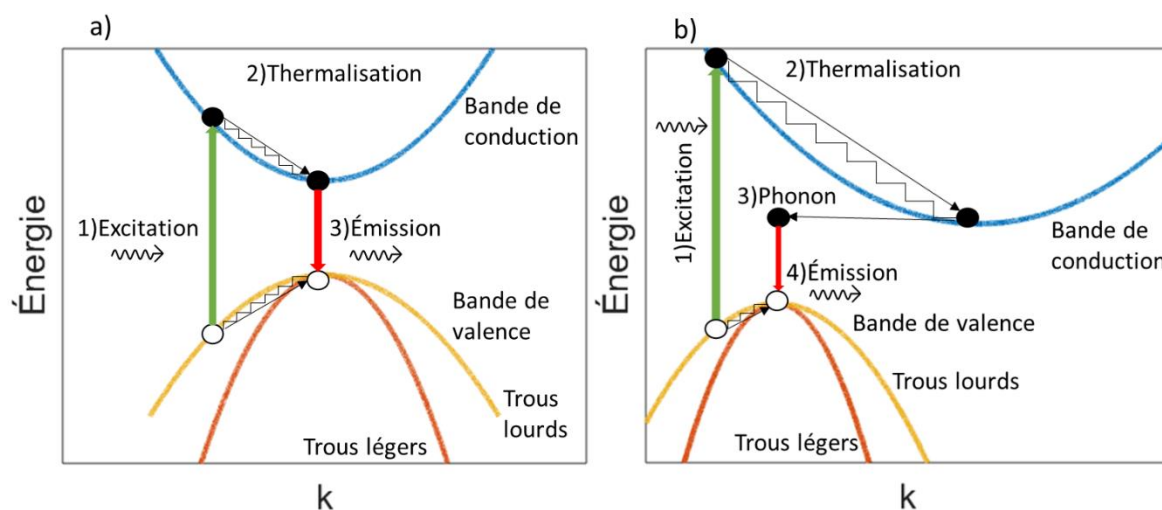 a)
2)Thermalisation
Bande de
conduction
1)Excitation
3)Émission
Bande de
valence
Trous
lourds
Trous légers
Énergie
k
b)
2)Thermalisation
1)Excitation
3)Phonon
Bande de
conduction
4)Émission
Bande de valence
Trous lourds
Trous légers
Énergie
k